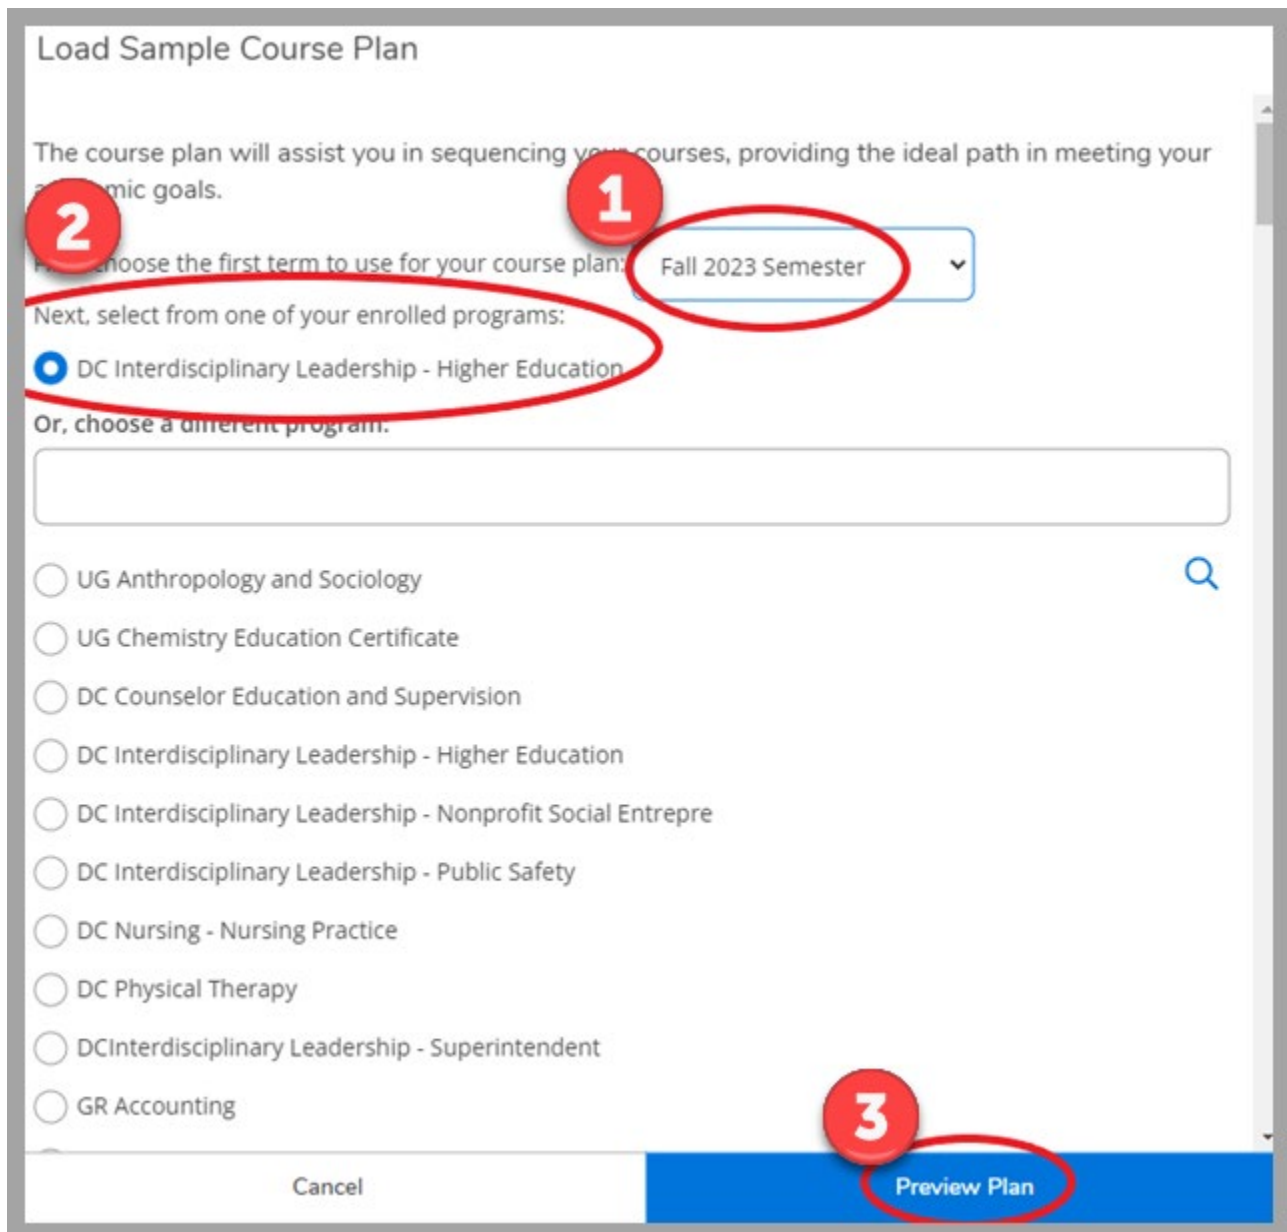 Load Sample Course Plan
The course plan will assist you in sequencing your courses, providing the ideal path in meeting your
goals.
1
2
choose the first term to use for your course plan: Fall 2023 Semester
Next, select from one of your enrolled programs:
DC Interdisciplinary Leadership - Higher Education
Or, choose a different program:
UG Anthropology and Sociology
UG Chemistry Education Certificate
DC Counselor Education and Supervision
DC Interdisciplinary Leadership - Higher Education
DC Interdisciplinary Leadership - Nonprofit Social Entrepre
DC Interdisciplinary Leadership - Public Safety
DC Nursing - Nursing Practice
DC Physical Therapy
DCInterdisciplinary Leadership - Superintendent
GR Accounting
3
Cancel Preview Plan